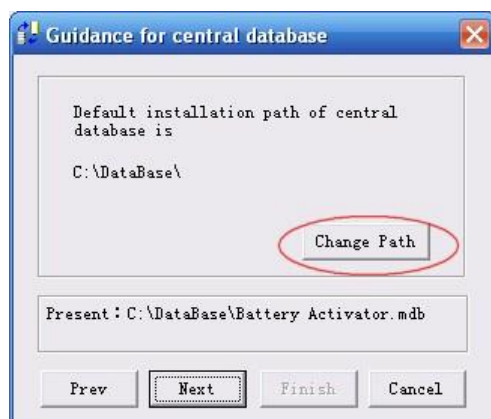 Guidance for central database
Default installation path of central
database is
C:\DataBase\
Change Path
Present：C:\DataBase\Battery Activator.mdb
Prev
Next
Finish
Cancel